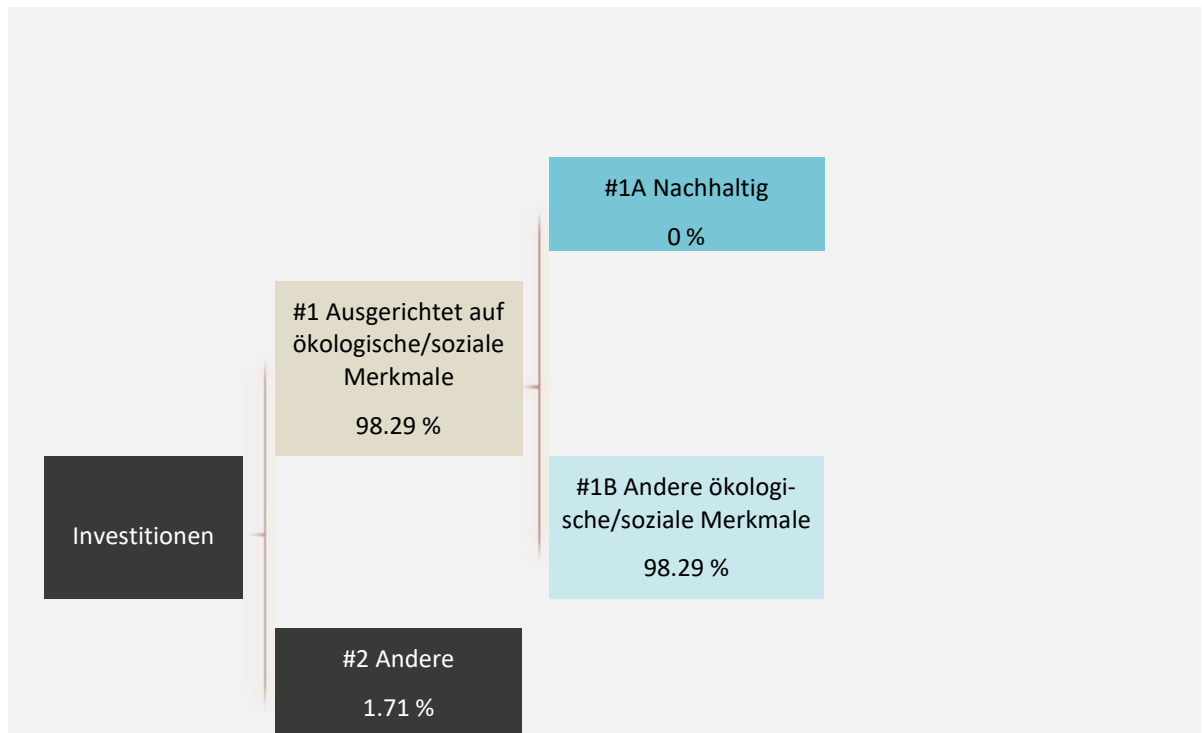 #1A Nachhaltig
0 %
#1 Ausgerichtet auf
ökologische/soziale
Merkmale
98.29 %
Investitionen
#1B Andere ökologi-
sche/soziale Merkmale
98.29 %
#2 Andere
1.71 %